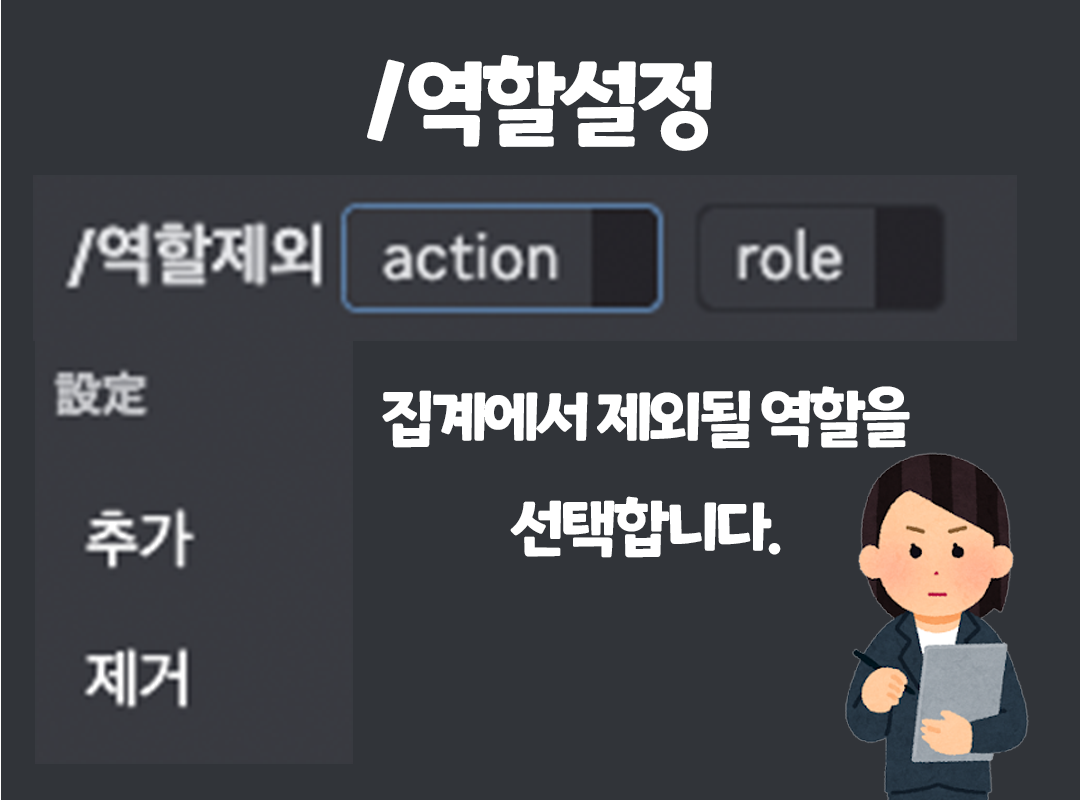 /역할설정
/역할제외 action role
設定
집계에서 제외될 역할을
선택합니다.
추가
제거